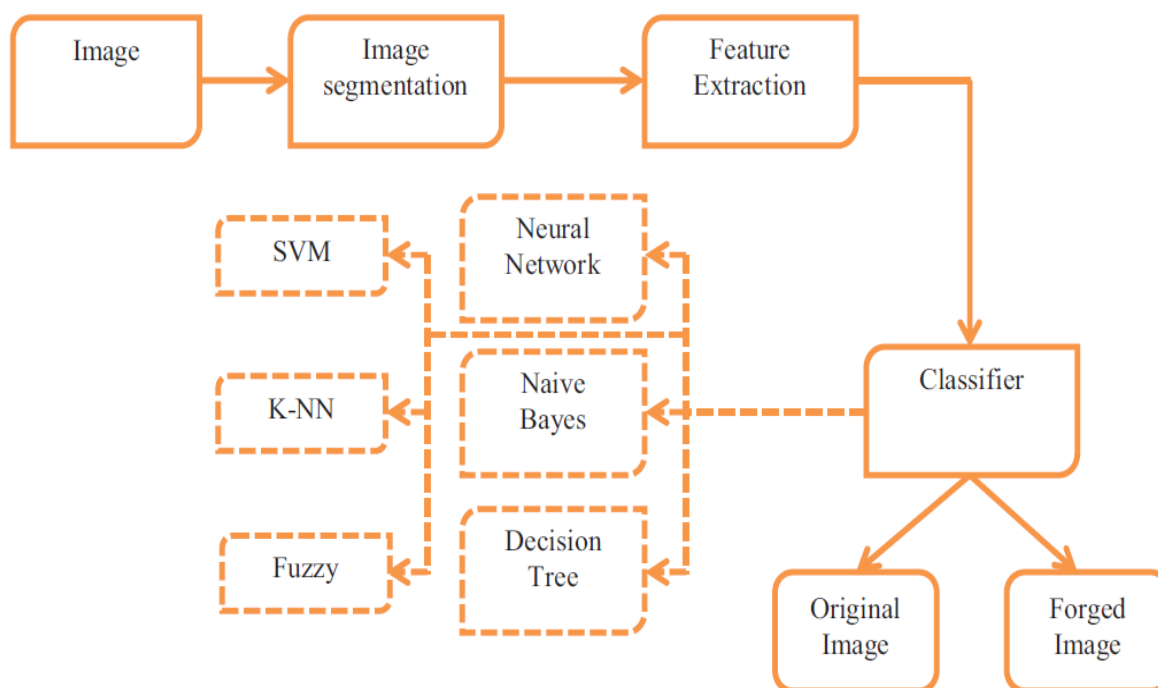 Image
Image
segmentation
Feature
Extraction
SVM
Neural
Network
K-NN
Naive
Bayes
Classifier
Fuzzy
Decision
Tree
Original
Image
Forged
Image